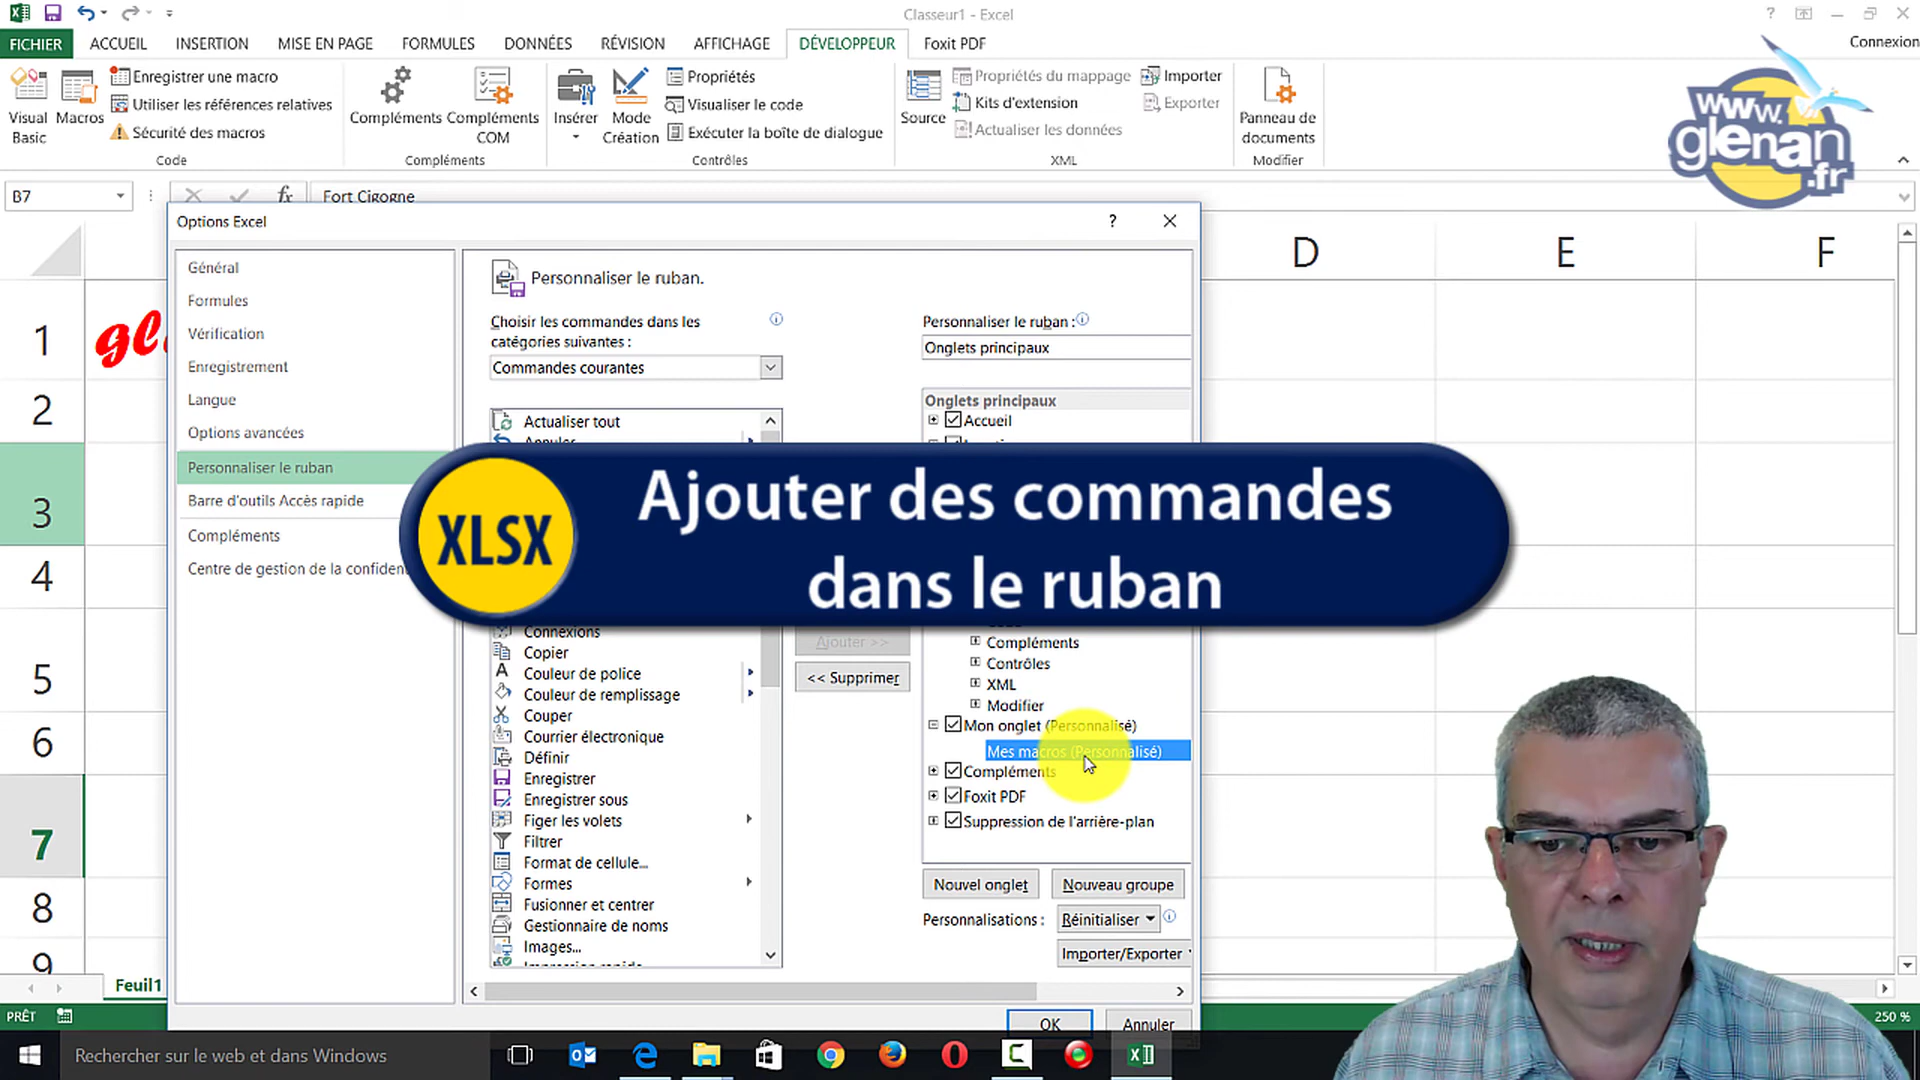 Classeur1 - Excel
?
FICHIER ACCUEIL INSERTION MISE EN PAGE FORMULES DONNÉES RÉVISION AFFICHAGE DÉVELOPPEUR Foxit PDF
Connexion
Visual Basic
Macros
Enregistrer une macro
Utiliser les références relatives
Sécurité des macros
Code
Compléments
Compléments COM
Compléments
Insérer
Mode Création
Propriétés
Visualiser le code
Exécuter la boîte de dialogue
Contrôles
Source
Propriétés du mappage
Kits d'extension
Actualiser les données
Importer
Exporter
XML
Panneau de documents
Modifier
www.
glenan
.fr
B7
fx
Fort Cigogne
D E F
1
2
3
4
5
6
7
8
9
Options Excel
?
Général
Formules
Vérification
Enregistrement
Langue
Options avancées
Personnaliser le ruban
Barre d'outils Accès rapide
Compléments
Centre de gestion de la confiden
Personnaliser le ruban.
Choisir les commandes dans les
catégories suivantes :
Commandes courantes
Actualiser tout
XLSX
Ajouter des commandes
dans le ruban
Connexions
Copier
Couleur de police
Couleur de remplissage
Couper
Courrier électronique
Définir
Enregistrer
Enregistrer sous
Figer les volets
Filtrer
Format de cellule...
Formes
Fusionner et centrer
Gestionnaire de noms
Images...
Ajouter >>
<< Supprimer
Personnaliser le ruban :
Onglets principaux
Onglets principaux
Accueil
Compléments
Contrôles
XML
Modifier
Mon onglet (Personnalisé)
Mes macros (Personnalisé)
Compléments
Foxit PDF
Suppression de l'arrière-plan
Nouvel onglet
Nouveau groupe
Personnalisations :
Réinitialiser
Importer/Exporter
OK
Annuler
Feuil1
PRÊT
250 %
Rechercher sur le web et dans Windows